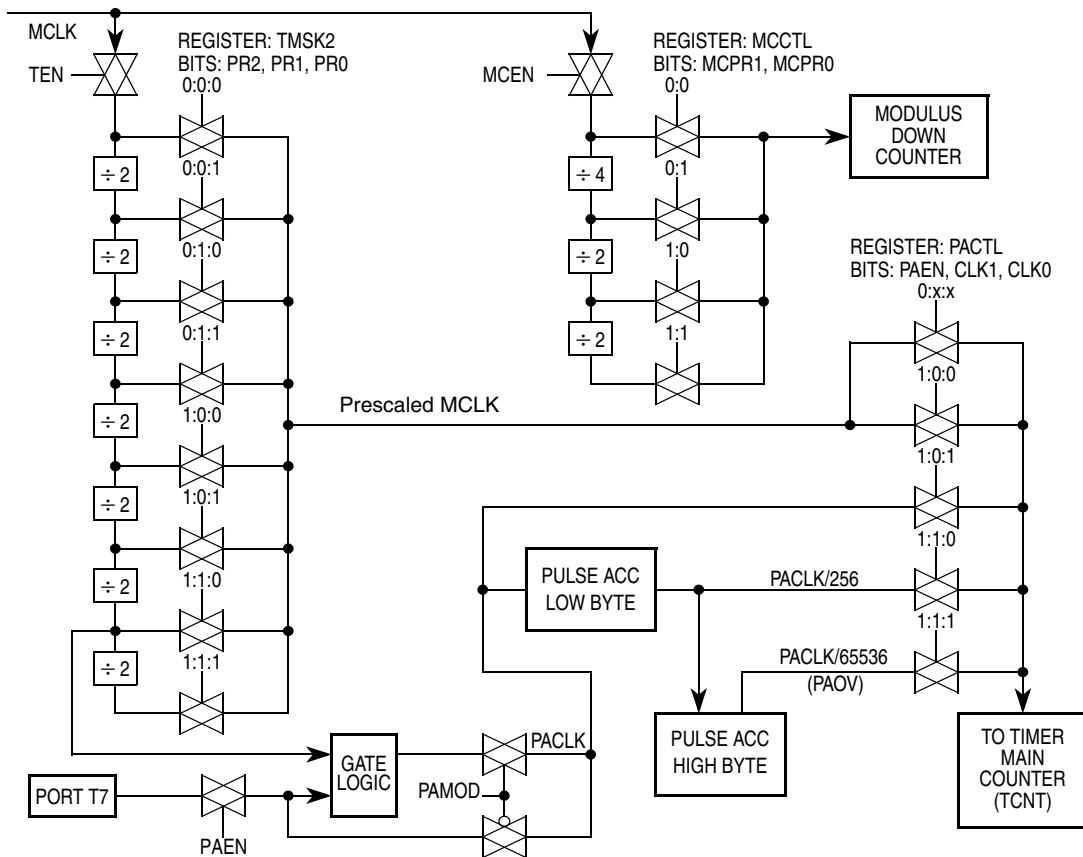 MCLK
TEN
REGISTER: TMSK2
BITS: PR2, PR1, PR0
0:0:0
÷ 2
0:0:1
÷ 2
0:1:0
÷ 2
0:1:1
÷ 2
1:0:0
÷ 2
1:0:1
÷ 2
1:1:0
÷ 2
1:1:1
MCEN
REGISTER: MCCTL
BITS: MCPR1, MCPR0
0:0
÷ 4
0:1
÷ 2
1:0
÷ 2
1:1
MODULUS
DOWN
COUNTER
Prescaled MCLK
REGISTER: PACTL
BITS: PAEN, CLK1, CLK0
0:x:x
1:0:0
1:0:1
1:1:0
1:1:1
PULSE ACC
LOW BYTE
PACLK/256
PACLK/65536
(PAOV)
PULSE ACC
HIGH BYTE
TO TIMER
MAIN
COUNTER
(TCNT)
PORT T7
PAEN
GATE
LOGIC
PACLK
PAMOD